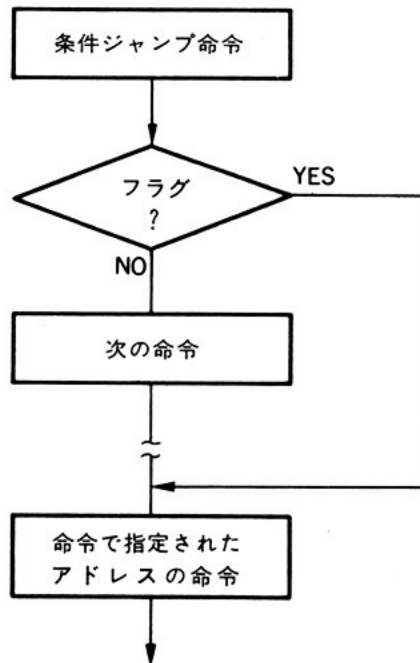 条件ジャンプ命令
フラグ
?
YES
NO
次の命令
命令で指定された
アドレスの命令